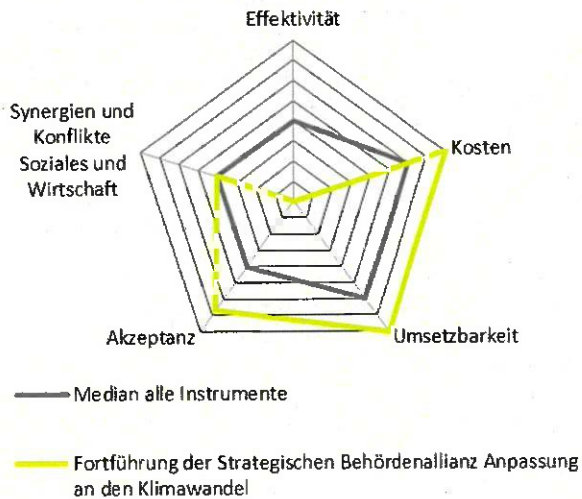 Effektivität
Synergien und
Konflikte
Soziales und
Wirtschaft
Kosten
Akzeptanz
Umsetzbarkeit
Median alle Instrumente
Fortführung der Strategischen Behördenallianz Anpassung
an den Klimawandel